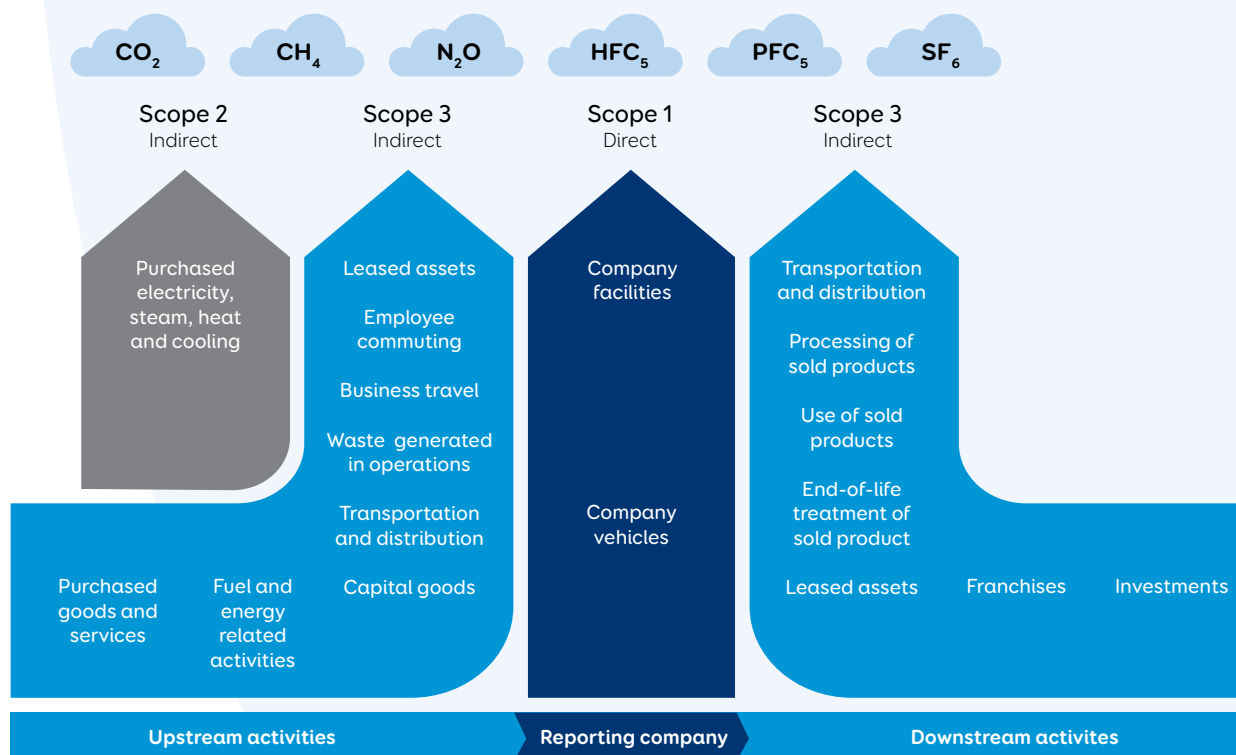 CO₂
CH₄
N₂O
HFC₅
PFC₅
SF₆
Scope 2
Indirect
Scope 3
Indirect
Scope 1
Direct
Scope 3
Indirect
Purchased
electricity,
steam, heat
and cooling
Leased assets
Employee
commuting
Business travel
Waste generated
in operations
Transportation
and distribution
Capital goods
Purchased
goods and
services
Fuel and
energy
related
activities
Company
facilities
Company
vehicles
Transportation
and distribution
Processing of
sold products
Use of sold
products
End-of-life
treatment of
sold product
Leased assets
Franchises
Investments
Upstream activities
Reporting company
Downstream activites